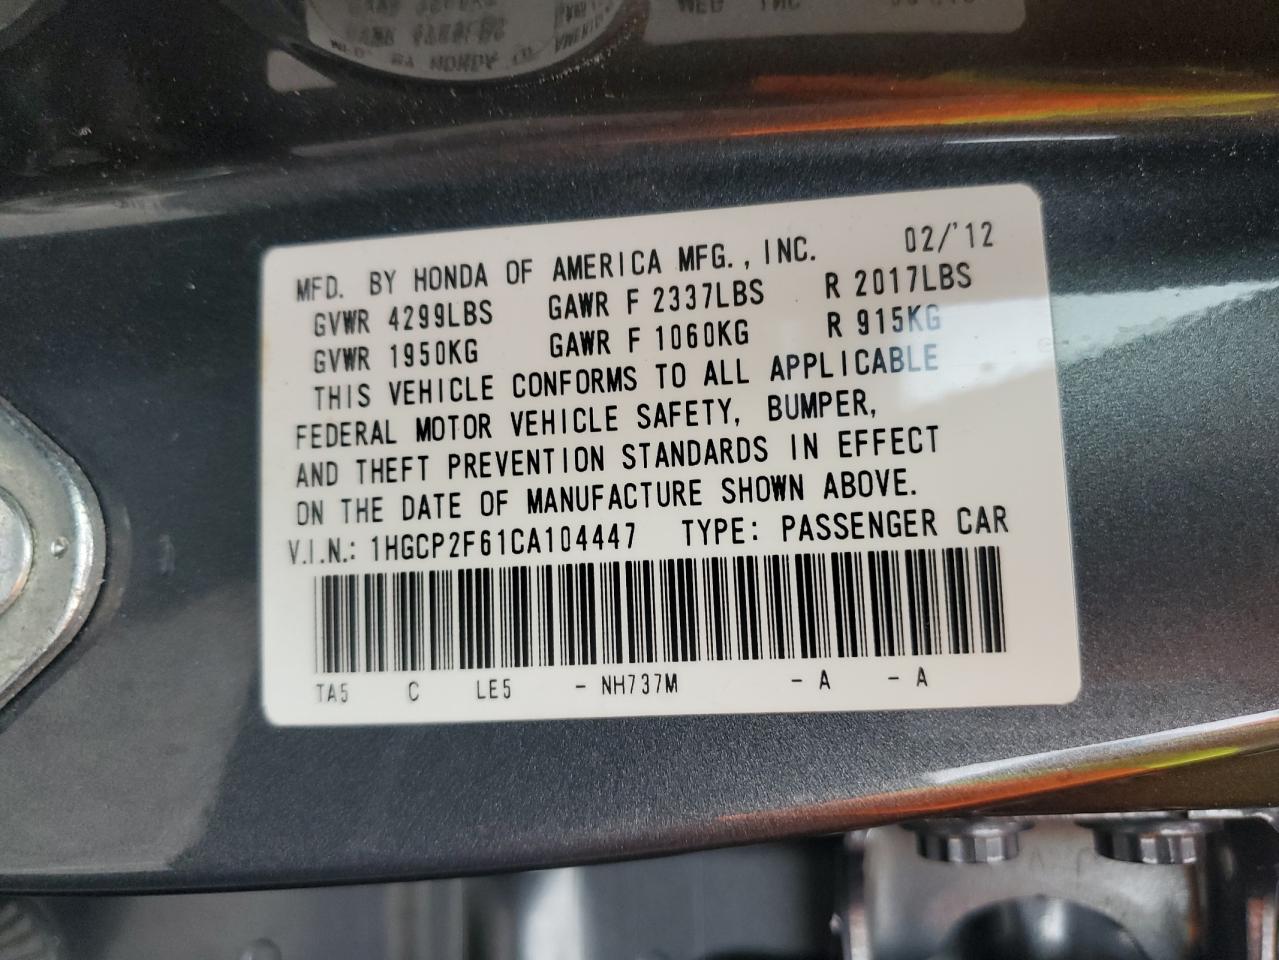 MFD. BY HONDA OF AMERICA MFG., INC. 02/'12
GVWR 4299LBS GAWR F 2337LBS R 2017LBS
GVWR 1950KG GAWR F 1060KG R 915KG
THIS VEHICLE CONFORMS TO ALL APPLICABLE
FEDERAL MOTOR VEHICLE SAFETY, BUMPER,
AND THEFT PREVENTION STANDARDS IN EFFECT
ON THE DATE OF MANUFACTURE SHOWN ABOVE.
V.I.N.: 1HGCP2F61CA104447 TYPE: PASSENGER CAR
TA5 C LE5 - NH737M - A - A